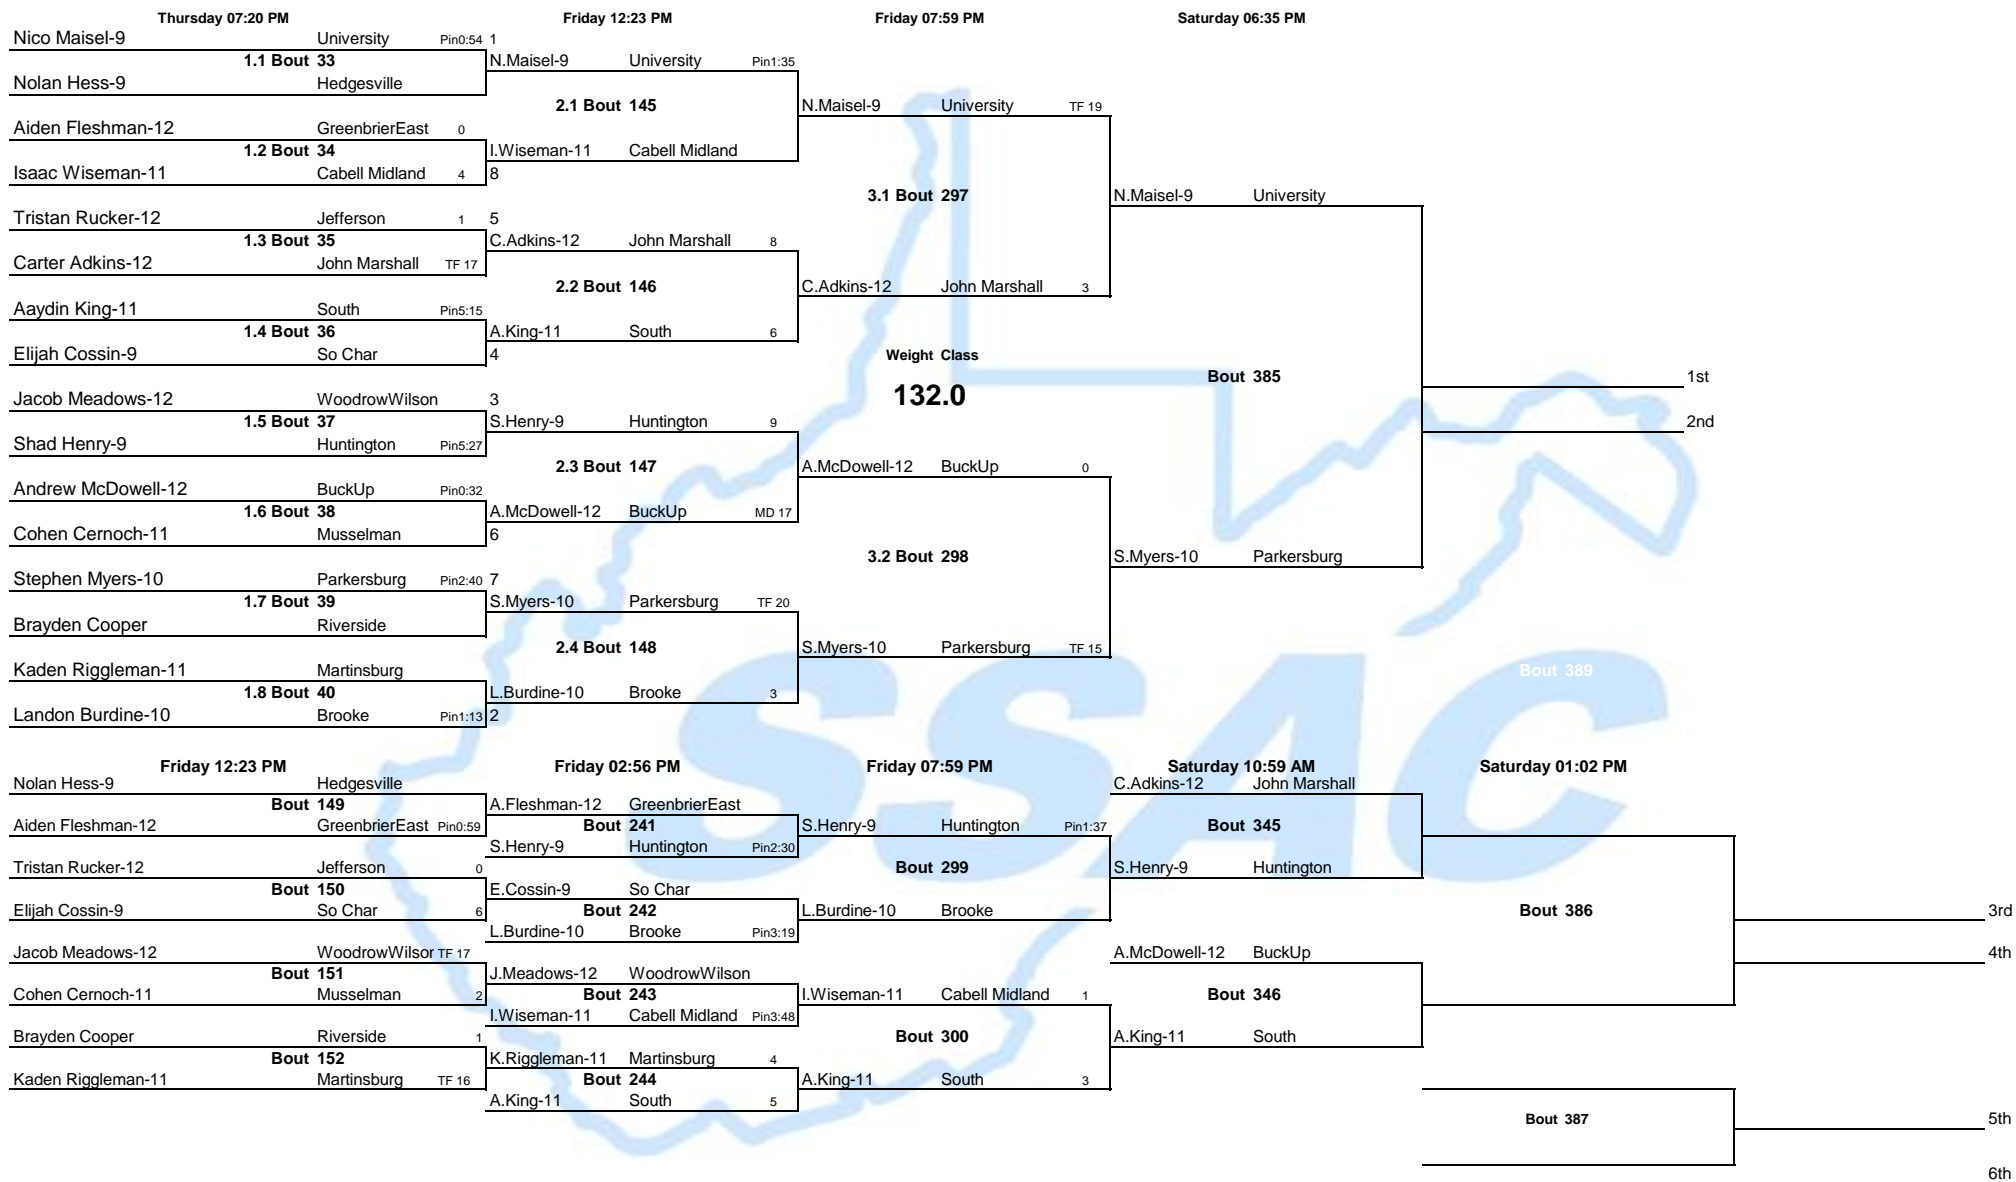 Thursday 07:20 PM Friday 12:23 PM Friday 07:59 PM Saturday 06:35 PM
Nico Maisel-9 University Pin0:54 1
1.1 Bout 33 N.Maisel-9 University Pin1:35
Nolan Hess-9 Hedgesville
2.1 Bout 145 N.Maisel-9 University TF 19
Aiden Fleshman-12 GreenbrierEast 0
1.2 Bout 34 I.Wiseman-11 Cabell Midland
Isaac Wiseman-11 Cabell Midland 4 8
3.1 Bout 297 N.Maisel-9 University
Tristan Rucker-12 Jefferson 1 5
1.3 Bout 35 C.Adkins-12 John Marshall 8
Carter Adkins-12 John Marshall TF 17
2.2 Bout 146 C.Adkins-12 John Marshall 3
Aaydin King-11 South Pin5:15
1.4 Bout 36 A.King-11 South 6
Elijah Cossin-9 So Char 4 Weight Class
Bout 385 1st
Jacob Meadows-12 WoodrowWilson 3 132.0
1.5 Bout 37 S.Henry-9 Huntington 9 2nd
Shad Henry-9 Huntington Pin5:27
2.3 Bout 147 A.McDowell-12 BuckUp 0
Andrew McDowell-12 BuckUp Pin0:32
1.6 Bout 38 A.McDowell-12 BuckUp MD 17
Cohen Cernoch-11 Musselman 6
3.2 Bout 298 S.Myers-10 Parkersburg
Stephen Myers-10 Parkersburg Pin2:40 7
1.7 Bout 39 S.Myers-10 Parkersburg TF 20
Brayden Cooper Riverside
2.4 Bout 148 S.Myers-10 Parkersburg TF 15
Kaden Riggleman-11 Martinsburg Bout 389
1.8 Bout 40 L.Burdine-10 Brooke 3
Landon Burdine-10 Brooke Pin1:13 2
SSAC
Friday 12:23 PM Friday 02:56 PM Friday 07:59 PM Saturday 10:59 AM Saturday 01:02 PM
Nolan Hess-9 Hedgesville C.Adkins-12 John Marshall
Bout 149 A.Fleshman-12 GreenbrierEast
Aiden Fleshman-12 GreenbrierEast Pin0:59 Bout 241 S.Henry-9 Huntington Pin1:37 Bout 345
S.Henry-9 Huntington Pin2:30
Tristan Rucker-12 Jefferson 0 Bout 299 S.Henry-9 Huntington
Bout 150 E.Cossin-9 So Char
Elijah Cossin-9 So Char 6 Bout 242 L.Burdine-10 Brooke Bout 386 3rd
L.Burdine-10 Brooke Pin3:19
Jacob Meadows-12 WoodrowWilsor TF 17 A.McDowell-12 BuckUp 4th
Bout 151 J.Meadows-12 WoodrowWilson
Cohen Cernoch-11 Musselman 2 Bout 243 I.Wiseman-11 Cabell Midland 1 Bout 346
I.Wiseman-11 Cabell Midland Pin3:48
Brayden Cooper Riverside 1 Bout 300 A.King-11 South
Bout 152 K.Riggleman-11 Martinsburg 4
Kaden Riggleman-11 Martinsburg TF 16 Bout 244 A.King-11 South 3
A.King-11 South 5
Bout 387 5th
6th